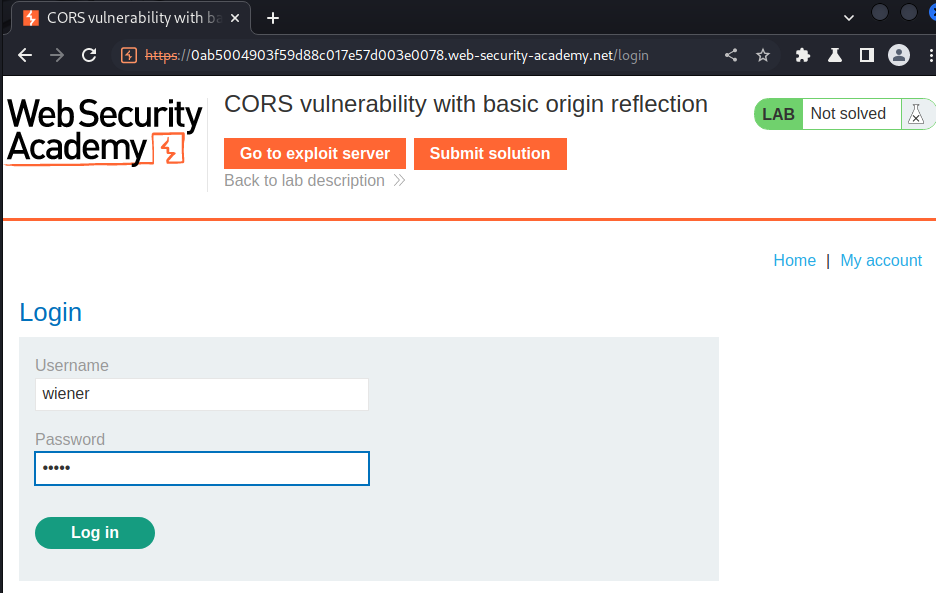 CORS vulnerability with ba
https://0ab5004903f59d88c017e57d003e0078.web-security-academy.net/login
Web Security
Academy
CORS vulnerability with basic origin reflection
LAB Not solved
Go to exploit server Submit solution
Back to lab description
Home | My account
Login
Username
wiener
Password
•••••
Log in